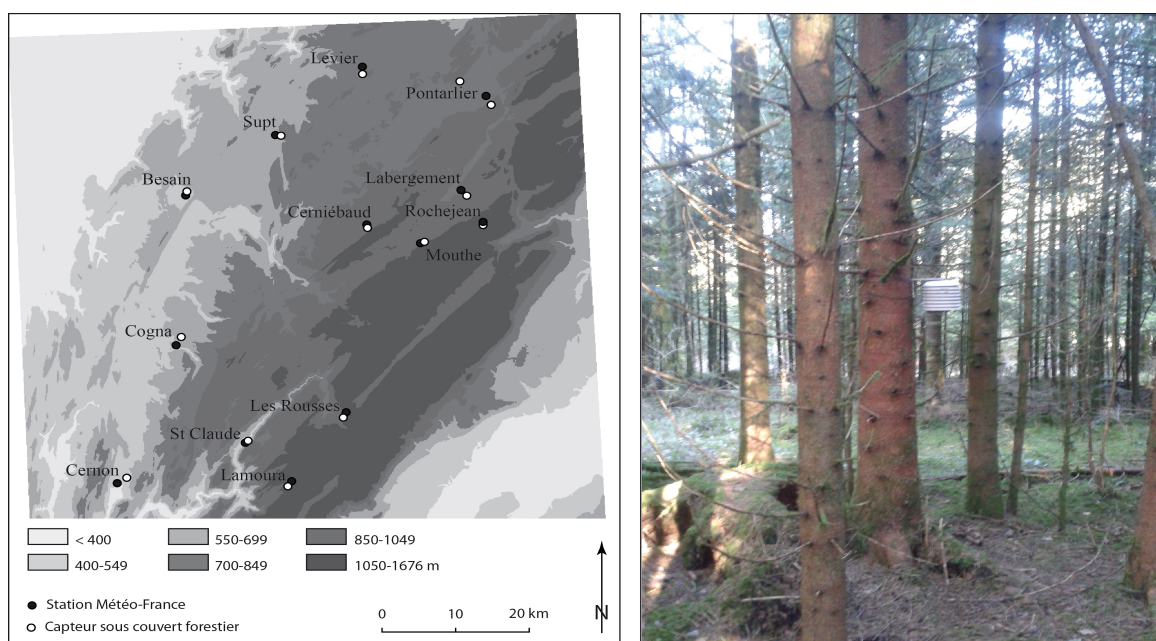 Levier
Pontarlier
Supt
Besain
Labergement
Cerniébaud
Rochejean
Mouthe
Cogna
Les Rousses
St Claude
Cernon
Lamoura
< 400
550-699
850-1049
400-549
700-849
1050-1676 m
Station Météo-France
Capteur sous couvert forestier
0 10 20 km
N